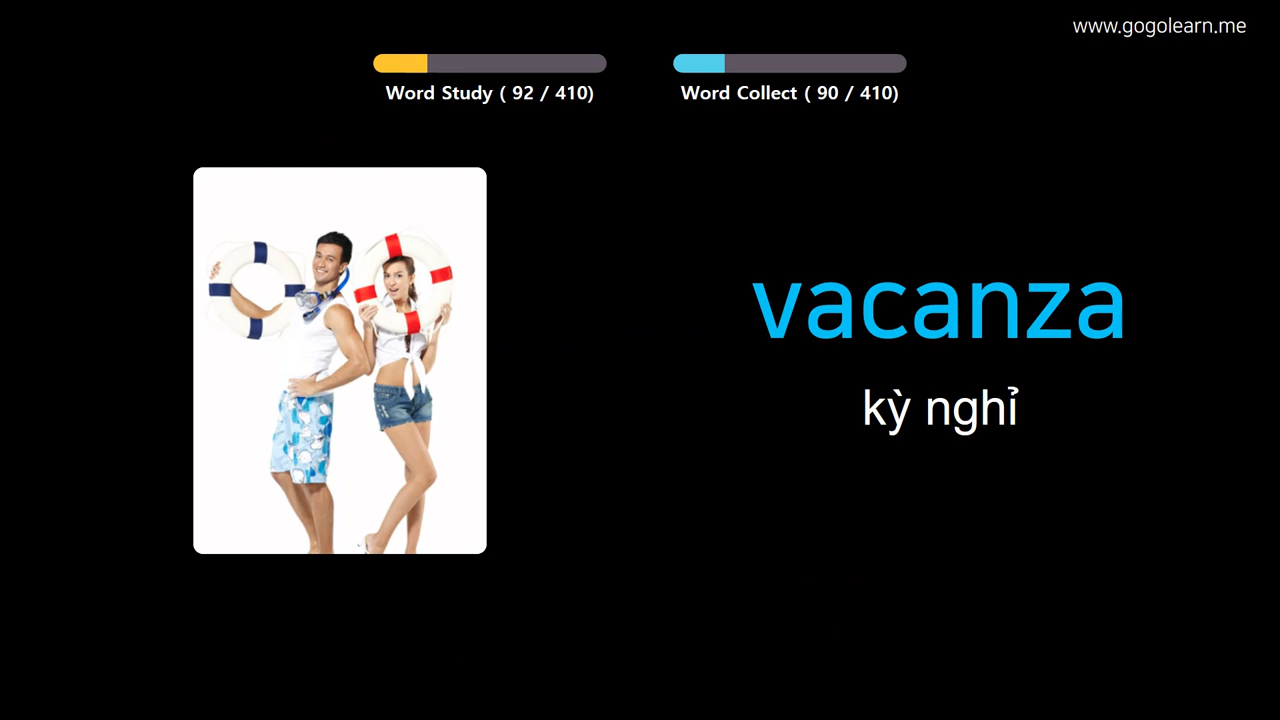 www.gogolearn.me
Word Study ( 92 / 410)
Word Collect ( 90 / 410)
vacanza
kỳ nghỉ